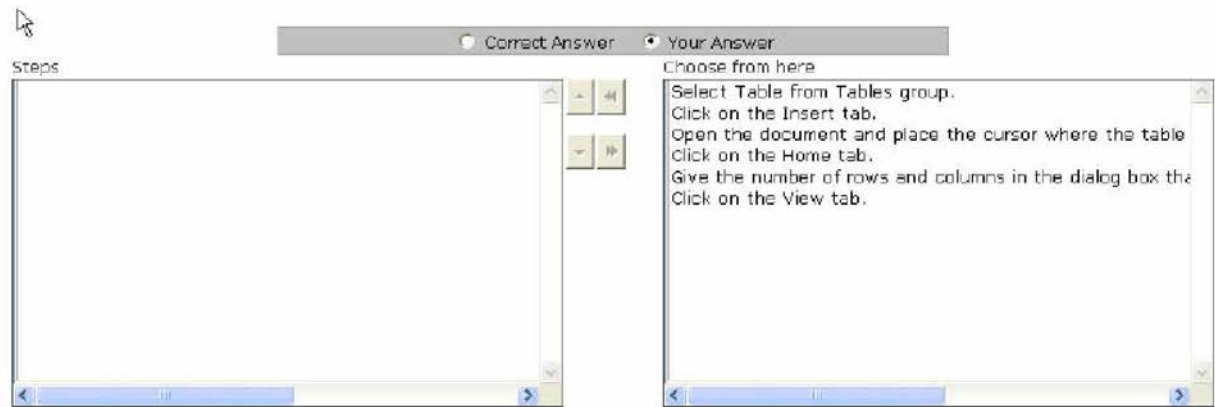 Correct Answer Your Answer
Steps
Choose from here
Select Table from Tables group.
Click on the Insert tab.
Open the document and place the cursor where the table
Click on the Home tab.
Give the number of rows and columns in the dialog box tha
Click on the View tab.